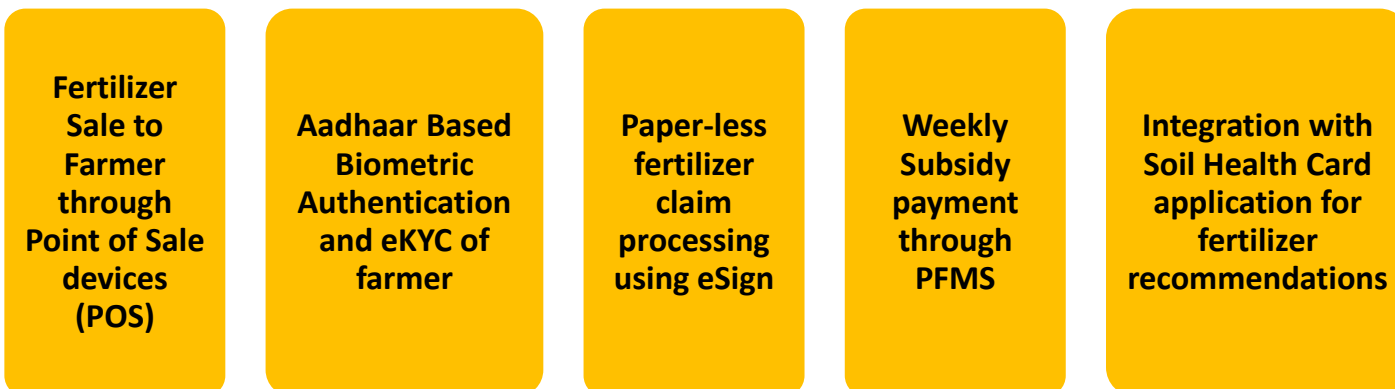 Fertilizer
Sale to
Farmer
through
Point of Sale
devices
(POS)
Aadhaar Based
Biometric
Authentication
and eKYC of
farmer
Paper-less
fertilizer
claim
processing
using eSign
Weekly
Subsidy
payment
through
PFMS
Integration with
Soil Health Card
application for
fertilizer
recommendations